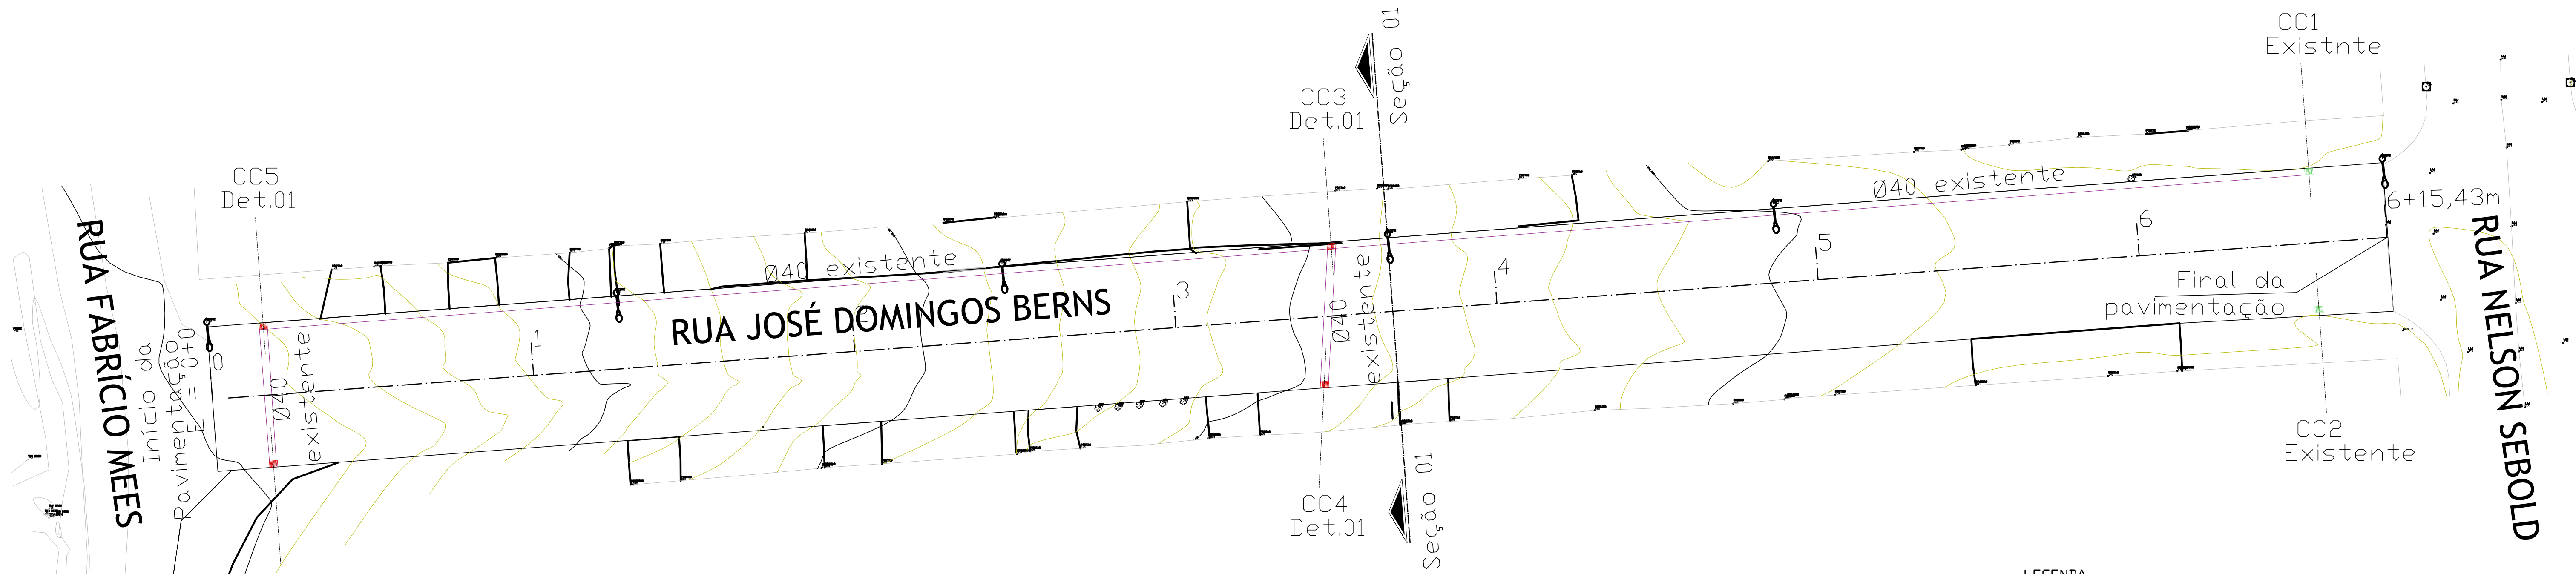 CC1
Existnte
Seção 01
CC3
Det.01
CC5
Det.01
Ø40 existente
6+15,43m
RUA FABRÍCIO MEES
RUA NELSON SEBOLD
Ø40 existente
RUA JOSÉ DOMINGOS BERNS
Início da
Pavimentação
E = 0+0
0
1
3
4
5
6
Ø40
existente
Ø40
existente
Final da
pavimentação
CC2
Existente
CC4
Det.01
Seção 01